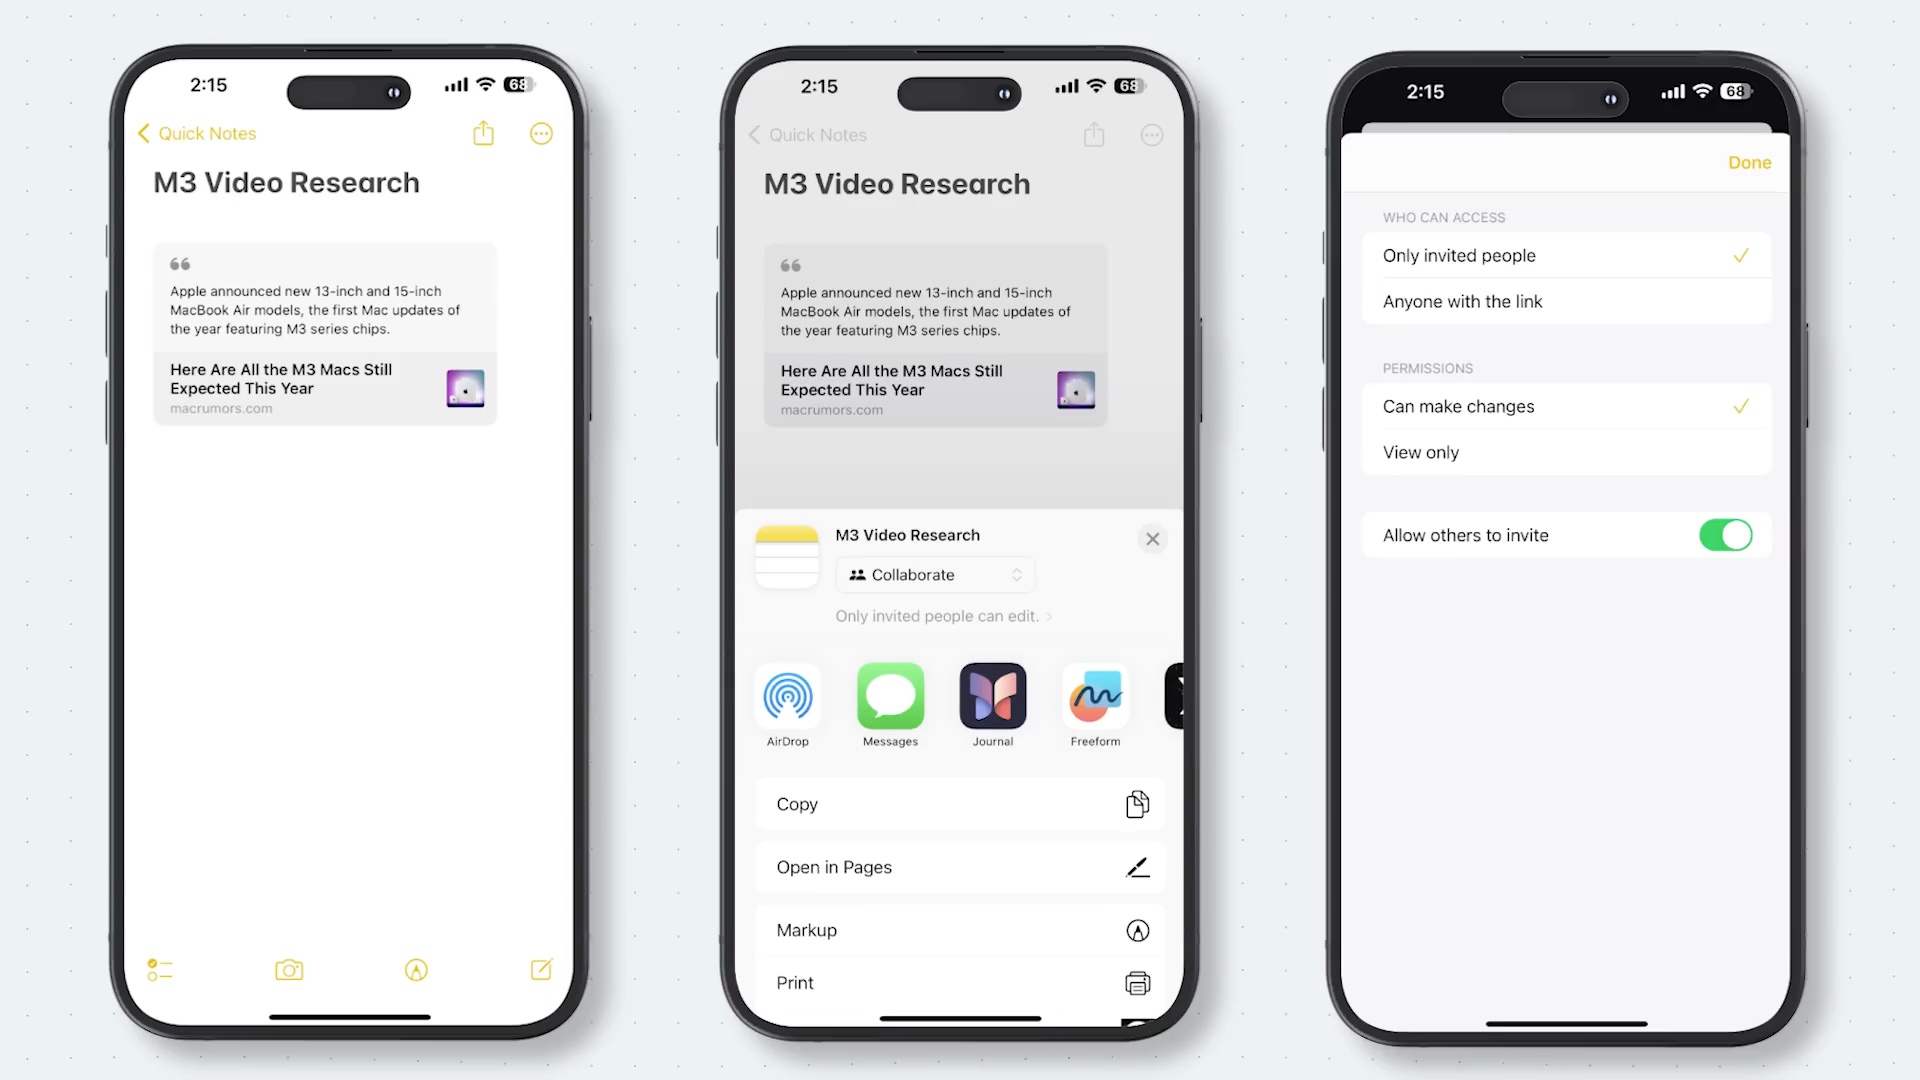 2:15
68
Quick Notes
M3 Video Research
Apple announced new 13-inch and 15-inch
MacBook Air models, the first Mac updates of
the year featuring M3 series chips.
Here Are All the M3 Macs Still
Expected This Year
macrumors.com
2:15
68
Quick Notes
M3 Video Research
Apple announced new 13-inch and 15-inch
MacBook Air models, the first Mac updates of
the year featuring M3 series chips.
Here Are All the M3 Macs Still
Expected This Year
macrumors.com
M3 Video Research
Collaborate
Only invited people can edit.
AirDrop
Messages
Journal
Freeform
Copy
Open in Pages
Markup
Print
2:15
68
Done
WHO CAN ACCESS
Only invited people
Anyone with the link
PERMISSIONS
Can make changes
View only
Allow others to invite